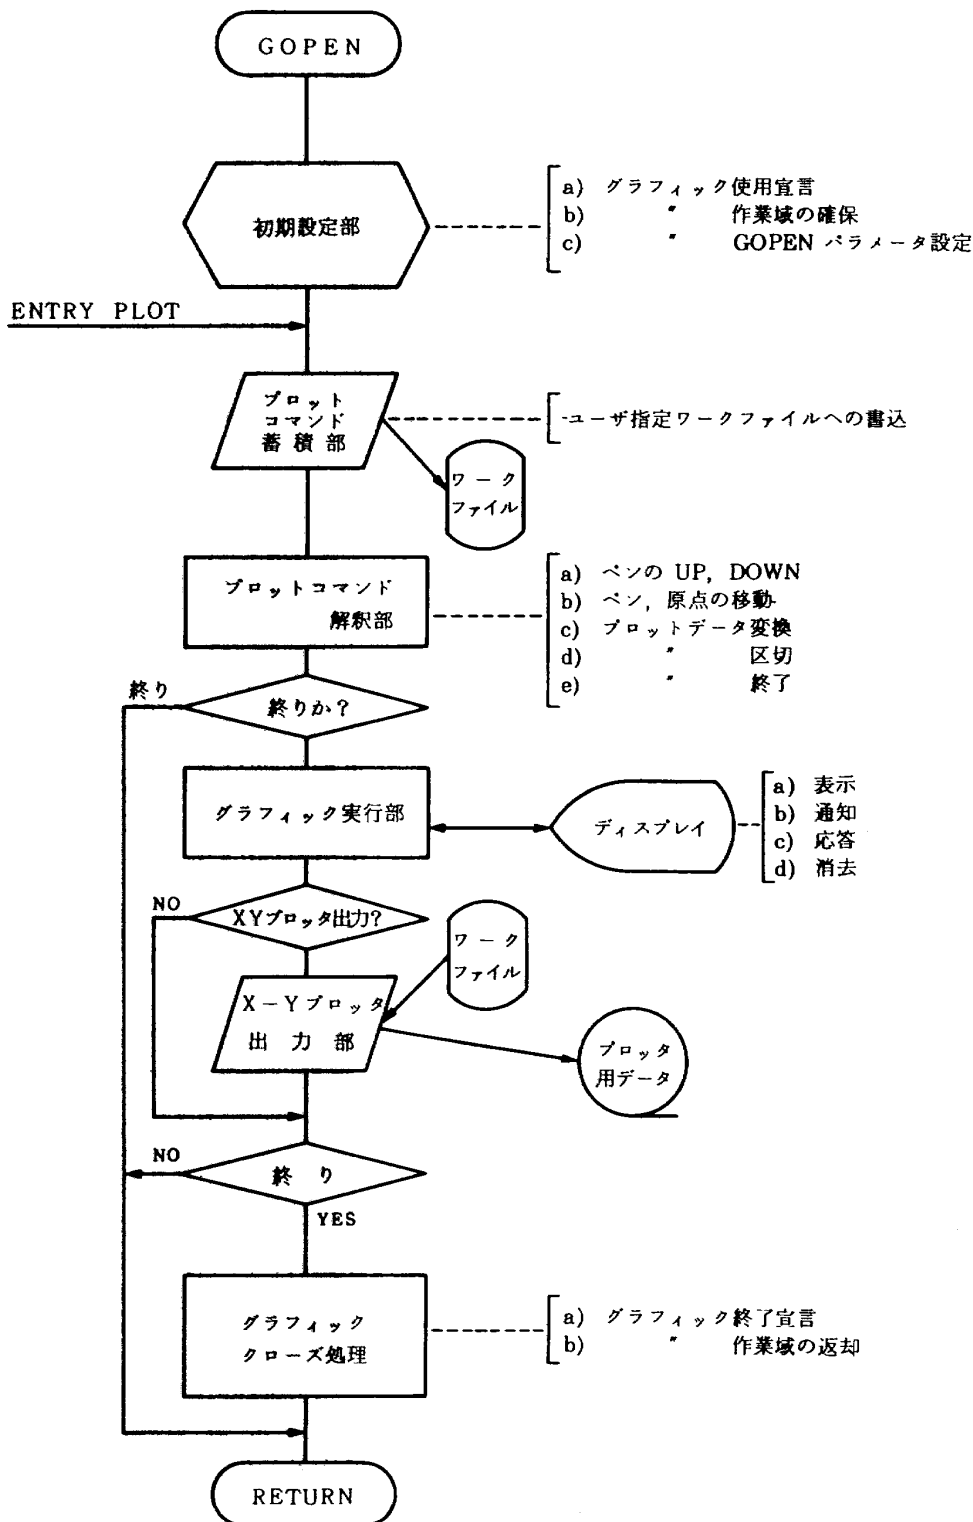 GOPEN
初期設定部
a) グラフィック使用宣言
b) 〃 作業域の確保
c) 〃 GOPEN パラメータ設定
ENTRY PLOT
プロット
コマンド
蓄積部
ユーザ指定ワークファイルへの書込
ワーク
ファイル
プロットコマンド
解釈部
a) ペンの UP, DOWN
b) ペン, 原点の移動
c) プロットデータ変換
d) 〃 区切
e) 〃 終了
終り
終りか?
グラフィック実行部
ディスプレイ
a) 表示
b) 通知
c) 応答
d) 消去
NO
XYプロッタ出力?
ワーク
ファイル
X-Yプロッタ
出力部
プロッタ
用データ
NO
終り
YES
グラフィック
クローズ処理
a) グラフィック終了宣言
b) 〃 作業域の返却
RETURN